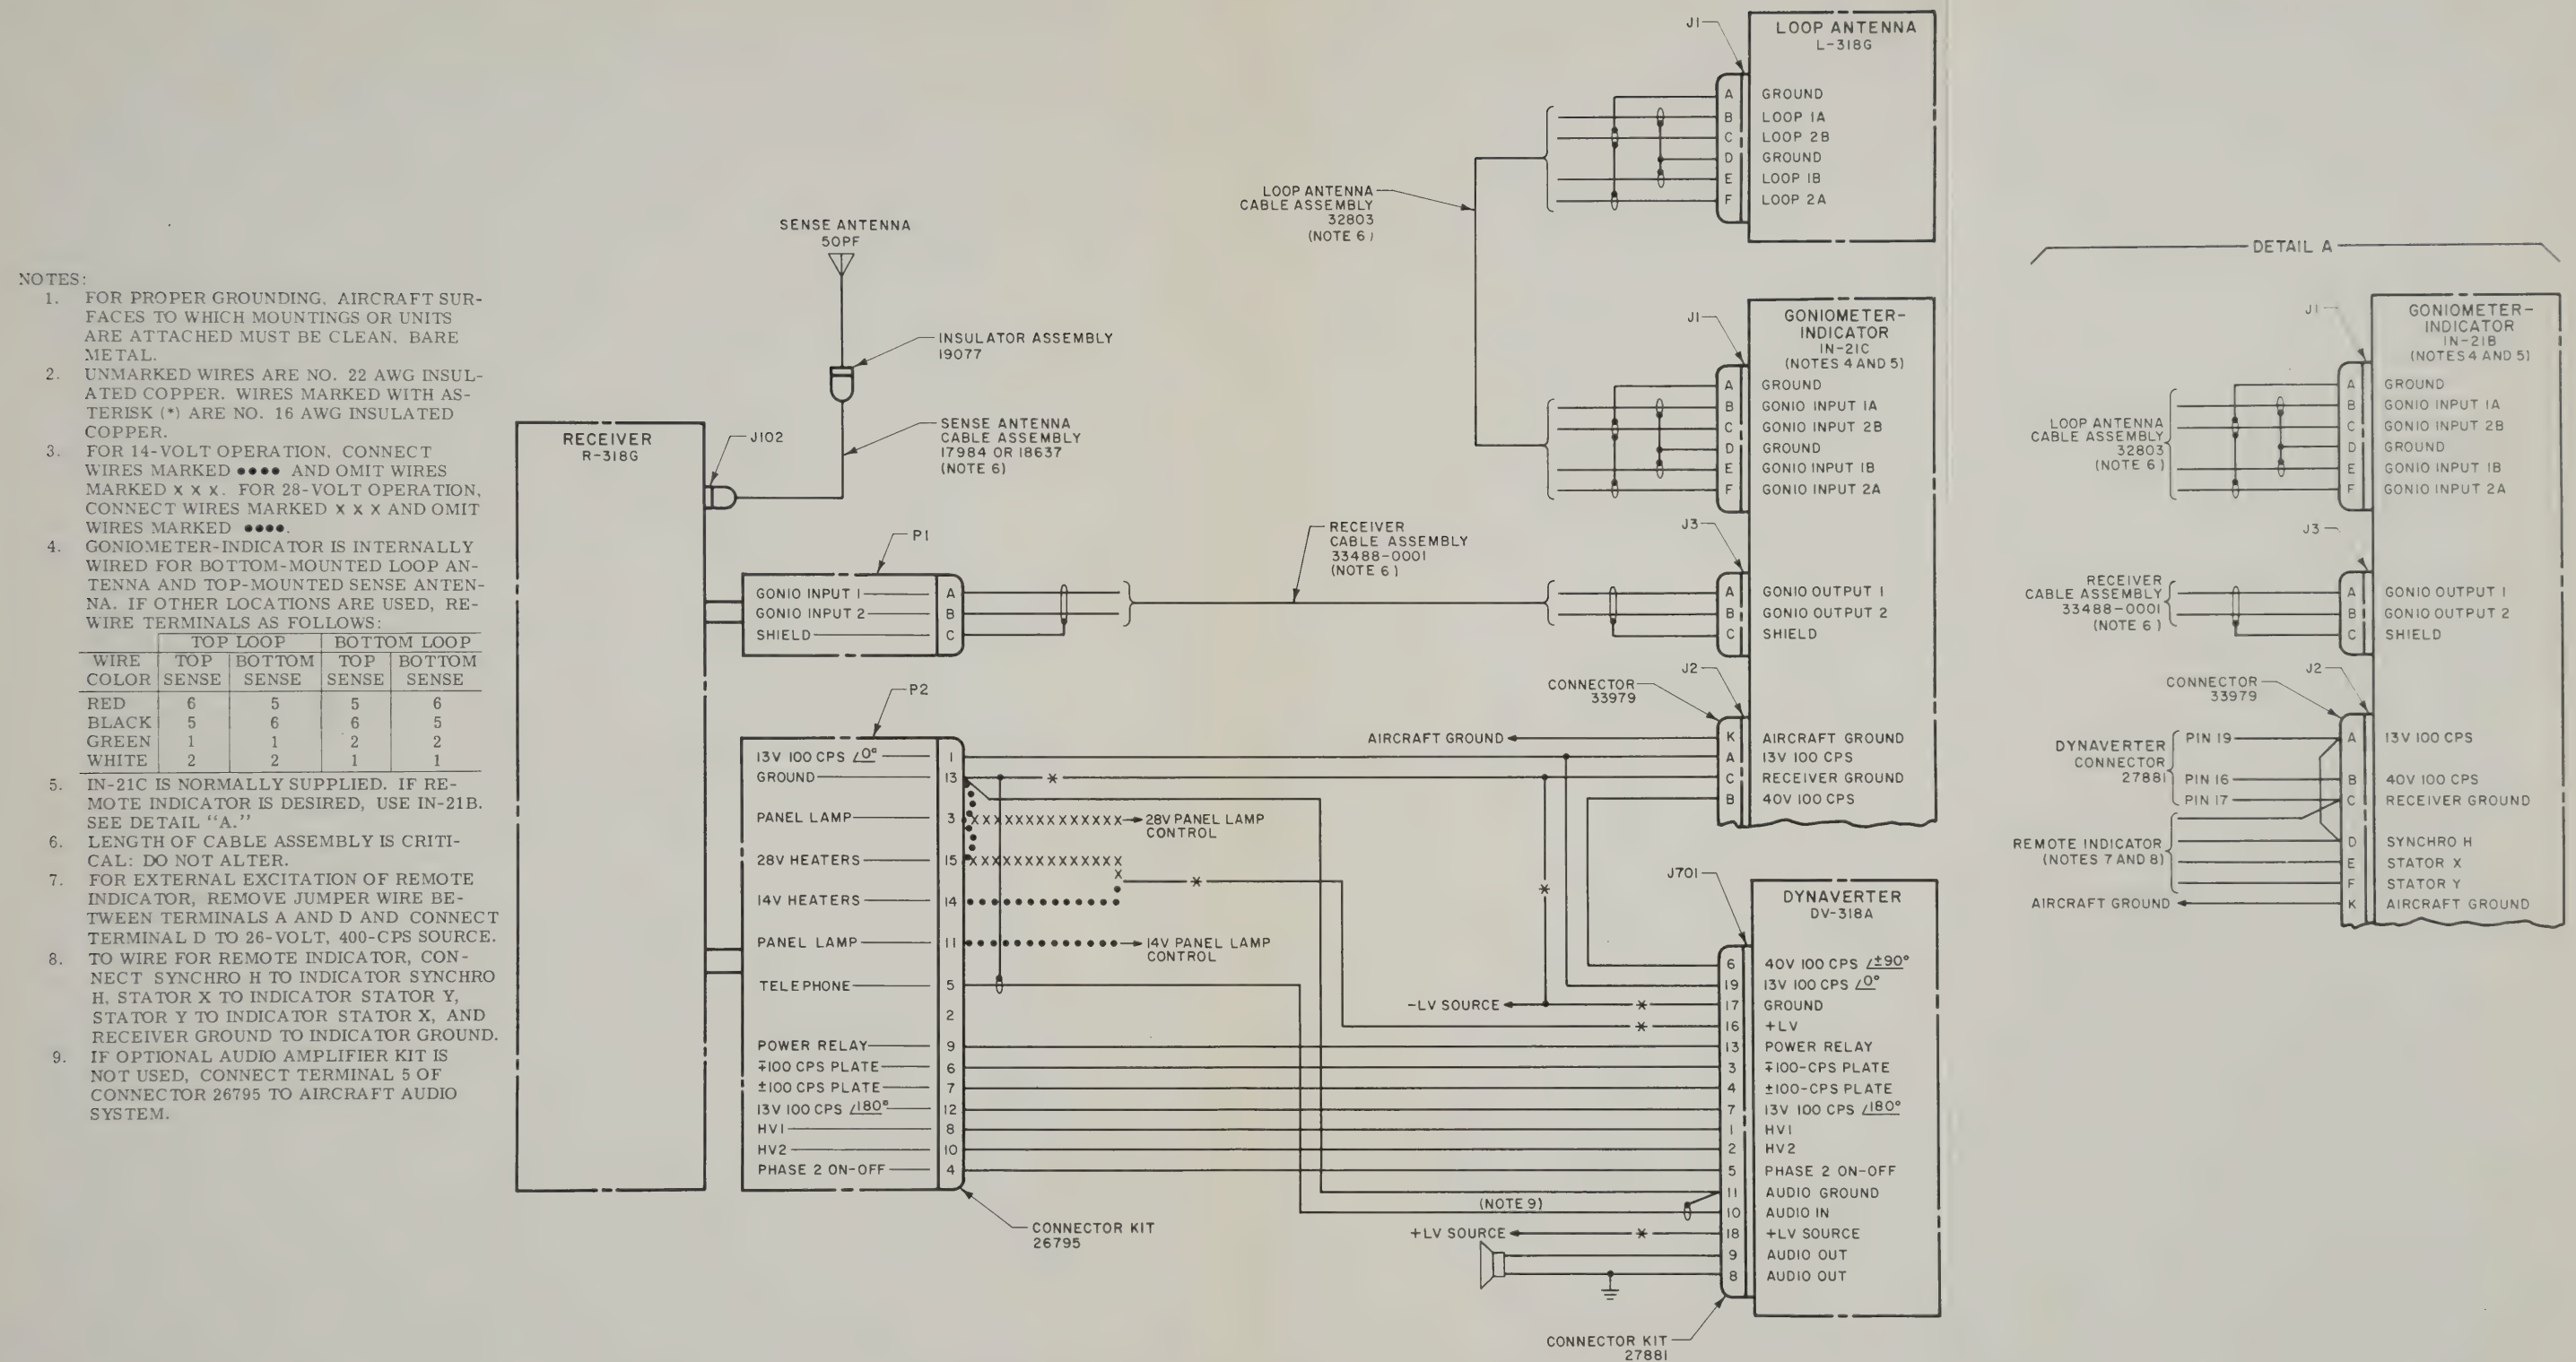 NOTES:
1. FOR PROPER GROUNDING, AIRCRAFT SUR-
FACES TO WHICH MOUNTINGS OR UNITS
ARE ATTACHED MUST BE CLEAN, BARE
METAL.
2. UNMARKED WIRES ARE NO. 22 AWG INSUL-
ATED COPPER. WIRES MARKED WITH AS-
TERISK (*) ARE NO. 16 AWG INSULATED
COPPER.
3. FOR 14-VOLT OPERATION, CONNECT
WIRES MARKED •••• AND OMIT WIRES
MARKED X X X. FOR 28-VOLT OPERATION,
CONNECT WIRES MARKED X X X AND OMIT
WIRES MARKED ••••.
4. GONIOMETER-INDICATOR IS INTERNALLY
WIRED FOR BOTTOM-MOUNTED LOOP AN-
TENNA AND TOP-MOUNTED SENSE ANTEN-
NA. IF OTHER LOCATIONS ARE USED, RE-
WIRE TERMINALS AS FOLLOWS:
TOP LOOP BOTTOM LOOP
WIRE TOP BOTTOM TOP BOTTOM
COLOR SENSE SENSE SENSE SENSE
RED 6 5 5 6
BLACK 5 6 6 5
GREEN 1 1 2 2
WHITE 2 2 1 1
5. IN-21C IS NORMALLY SUPPLIED. IF RE-
MOTE INDICATOR IS DESIRED, USE IN-21B.
SEE DETAIL “A.”
6. LENGTH OF CABLE ASSEMBLY IS CRITI-
CAL: DO NOT ALTER.
7. FOR EXTERNAL EXCITATION OF REMOTE
INDICATOR, REMOVE JUMPER WIRE BE-
TWEEN TERMINALS A AND D AND CONNECT
TERMINAL D TO 26-VOLT, 400-CPS SOURCE.
8. TO WIRE FOR REMOTE INDICATOR, CON-
NECT SYNCHRO H TO INDICATOR SYNCHRO
H, STATOR X TO INDICATOR STATOR Y,
STATOR Y TO INDICATOR STATOR X, AND
RECEIVER GROUND TO INDICATOR GROUND.
9. IF OPTIONAL AUDIO AMPLIFIER KIT IS
NOT USED, CONNECT TERMINAL 5 OF
CONNECTOR 26795 TO AIRCRAFT AUDIO
SYSTEM.
RECEIVER
R-318G
SENSE ANTENNA
50PF
INSULATOR ASSEMBLY
19077
SENSE ANTENNA
CABLE ASSEMBLY
17984 OR 18637
(NOTE 6)
J102
P1
GONIO INPUT 1 A
GONIO INPUT 2 B
SHIELD C
RECEIVER
CABLE ASSEMBLY
33488-0001
(NOTE 6)
P2
13V 100 CPS ∠0° 1
GROUND 13 *
PANEL LAMP 3 XXXXXXXXXXXXX 28V PANEL LAMP
CONTROL
28V HEATERS 15 XXXXXXXXXXXXX
X
*
14V HEATERS 14
PANEL LAMP 11 14V PANEL LAMP
CONTROL
TELEPHONE 5
2
POWER RELAY 9
∓100 CPS PLATE 6
±100 CPS PLATE 7
13V 100 CPS ∠180° 12
HV1 8
HV2 10
PHASE 2 ON-OFF 4
CONNECTOR KIT
26795
LOOP ANTENNA
CABLE ASSEMBLY
32803
(NOTE 6)
J1
LOOP ANTENNA
L-318G
A GROUND
B LOOP 1A
C LOOP 2B
D GROUND
E LOOP 1B
F LOOP 2A
J1
GONIOMETER-
INDICATOR
IN-21C
(NOTES 4 AND 5)
A GROUND
B GONIO INPUT 1A
C GONIO INPUT 2B
D GROUND
E GONIO INPUT 1B
F GONIO INPUT 2A
J3
A GONIO OUTPUT 1
B GONIO OUTPUT 2
C SHIELD
J2
CONNECTOR
33979
AIRCRAFT GROUND K AIRCRAFT GROUND
A 13V 100 CPS
C RECEIVER GROUND
B 40V 100 CPS
*
J701
DYNAVERTER
DV-318A
6 40V 100 CPS ∠±90°
19 13V 100 CPS ∠0°
-LV SOURCE * 17 GROUND
* 16 +LV
13 POWER RELAY
3 ∓100-CPS PLATE
4 ±100-CPS PLATE
7 13V 100 CPS ∠180°
1 HV1
2 HV2
5 PHASE 2 ON-OFF
11 AUDIO GROUND
(NOTE 9) 10 AUDIO IN
+LV SOURCE * 18 +LV SOURCE
9 AUDIO OUT
8 AUDIO OUT
CONNECTOR KIT
27881
DETAIL A
J1
GONIOMETER-
INDICATOR
IN-21B
(NOTES 4 AND 5)
LOOP ANTENNA
CABLE ASSEMBLY
32803
(NOTE 6)
A GROUND
B GONIO INPUT 1A
C GONIO INPUT 2B
D GROUND
E GONIO INPUT 1B
F GONIO INPUT 2A
J3
RECEIVER
CABLE ASSEMBLY
33488-0001
(NOTE 6)
A GONIO OUTPUT 1
B GONIO OUTPUT 2
C SHIELD
J2
CONNECTOR
33979
DYNAVERTER
CONNECTOR
27881
PIN 19 A 13V 100 CPS
PIN 16 B 40V 100 CPS
PIN 17 C RECEIVER GROUND
REMOTE INDICATOR
(NOTES 7 AND 8)
D SYNCHRO H
E STATOR X
F STATOR Y
AIRCRAFT GROUND K AIRCRAFT GROUND